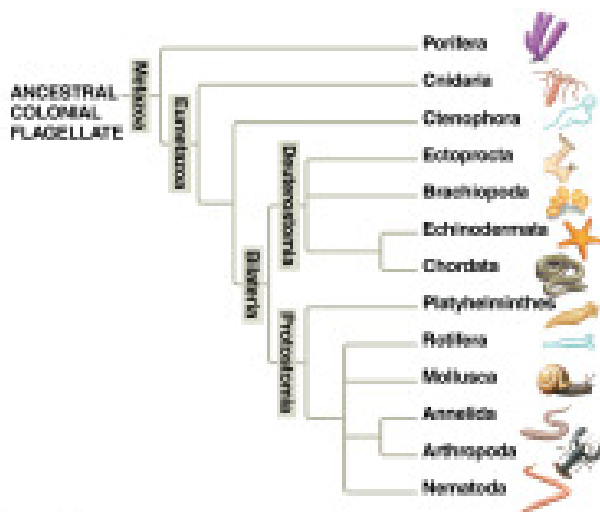 ANCESTRAL
COLONIAL
FLAGELLATE
Metazoa
Eumetazoa
Bilateria
Deuterostomia
Protostomia
Porifera
Cnidaria
Ctenophora
Ectoprocta
Brachiopoda
Echinodermata
Chordata
Platyhelminthes
Rotifera
Mollusca
Annelida
Arthropoda
Nematoda